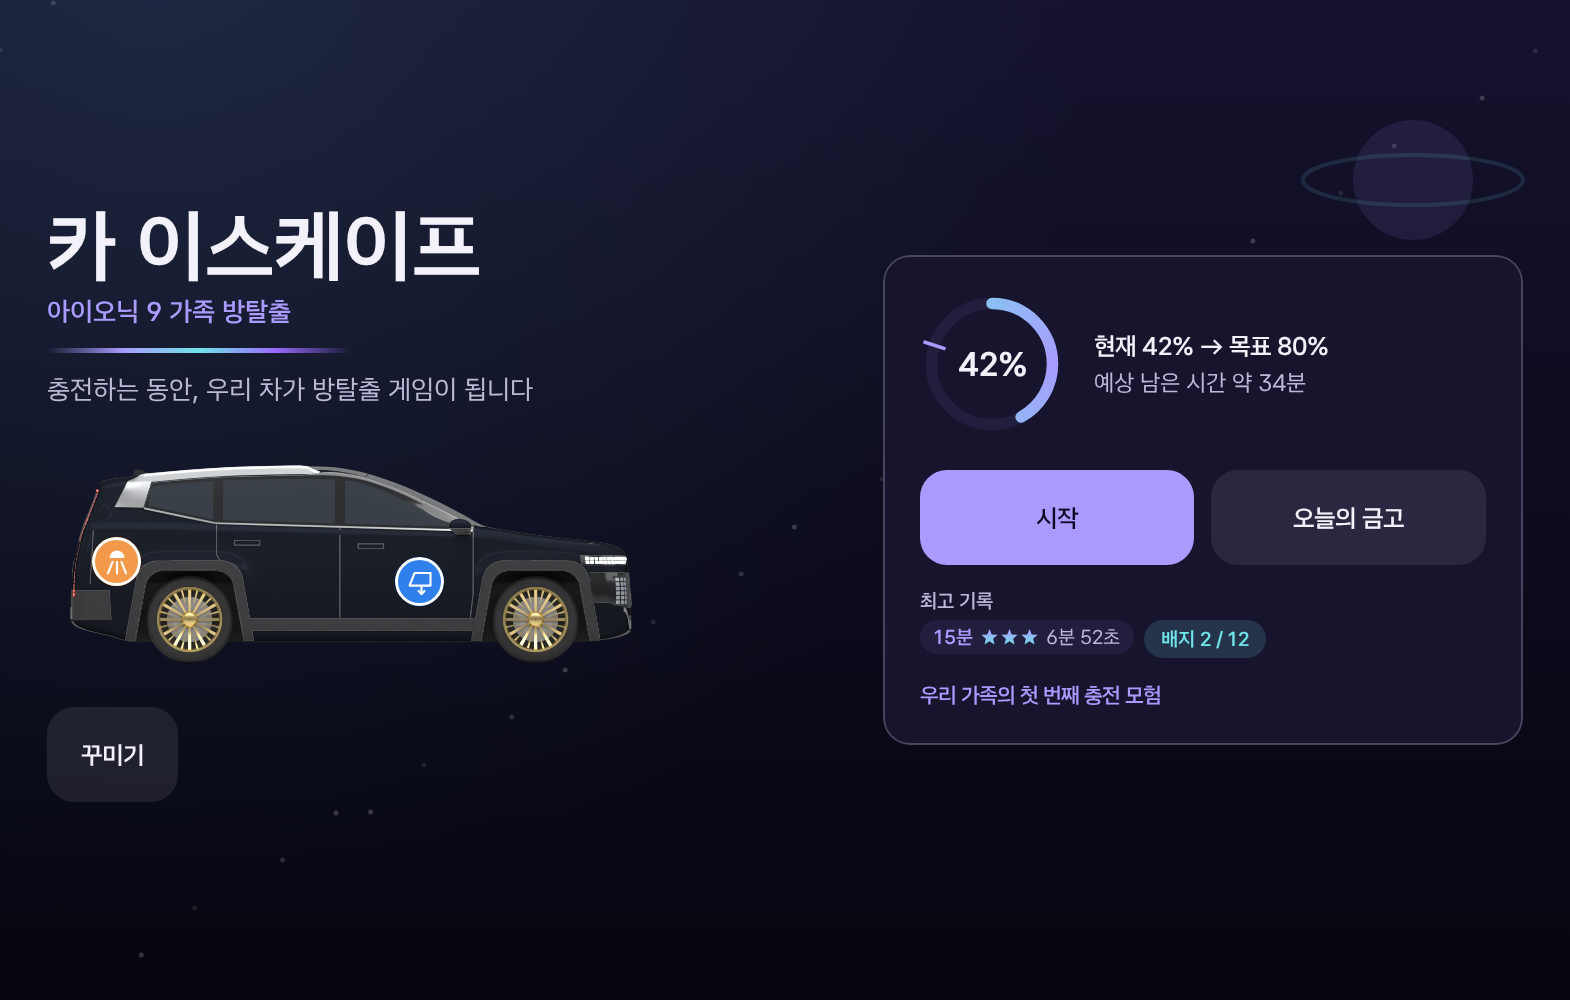 카 이스케이프
아이오닉 9 가족 방탈출
충전하는 동안, 우리 차가 방탈출 게임이 됩니다
꾸미기
42%
현재 42% → 목표 80%
예상 남은 시간 약 34분
시작
오늘의 금고
최고 기록
15분 ★★★ 6분 52초
배지 2 / 12
우리 가족의 첫 번째 충전 모험